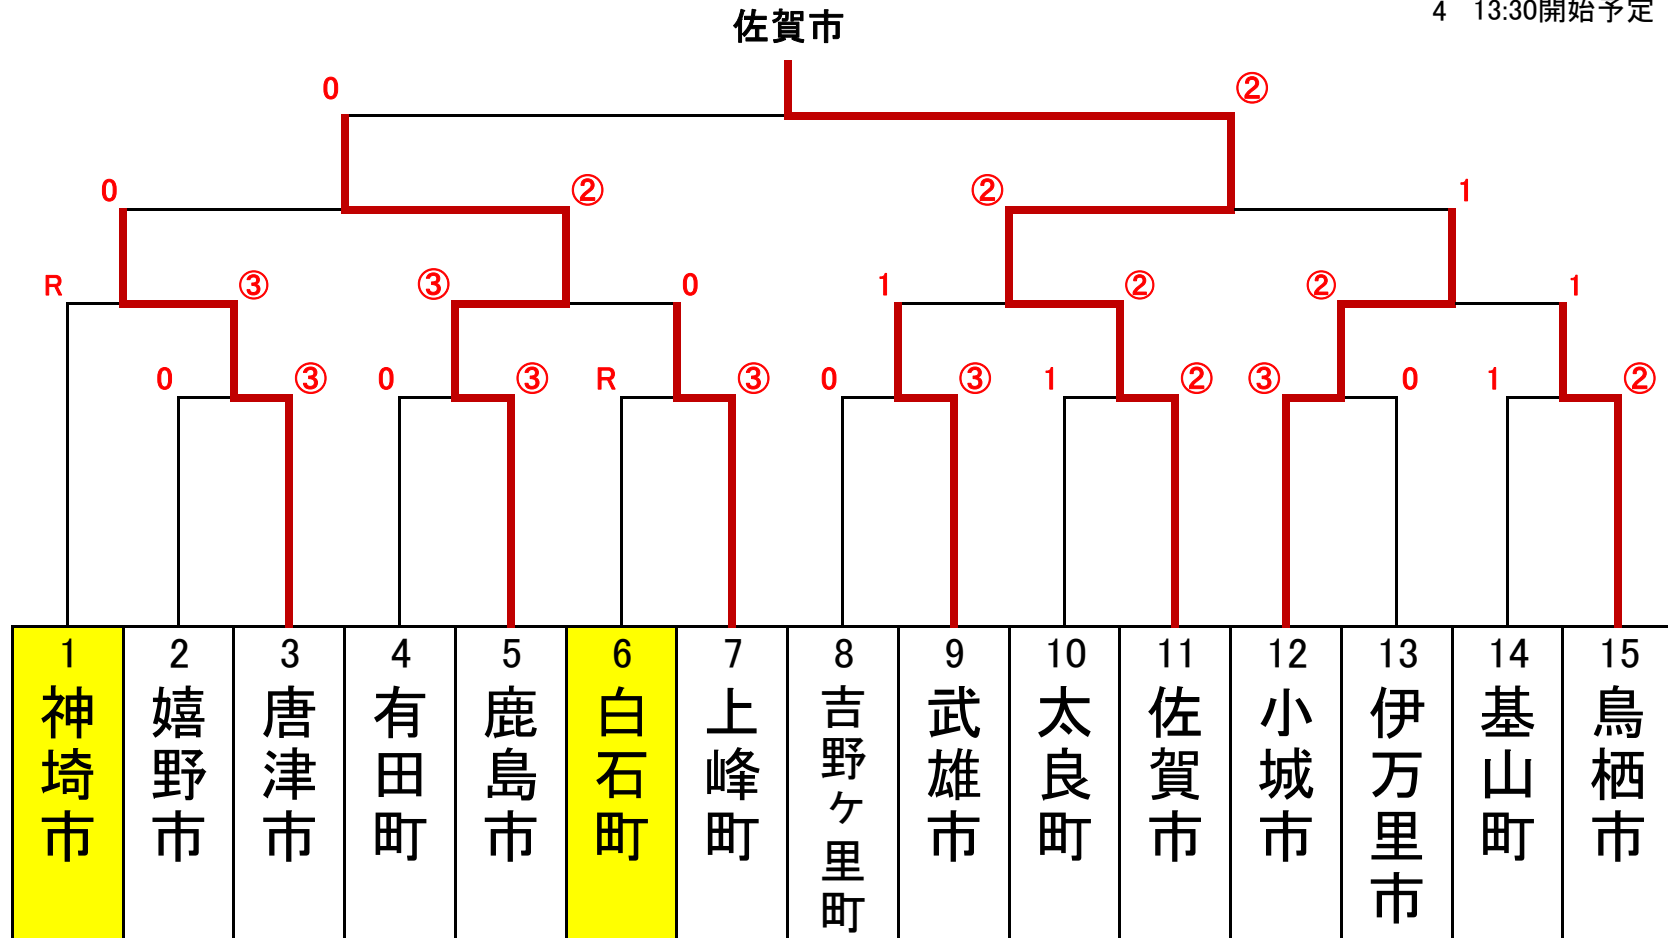 4 13:30開始予定
佐賀市
0 ②
0 ② ② 1
R ③ ③ 0 1 ② ② 1
0 ③ 0 ③ R ③ 0 ③ 1 ② ③ 0 1 ②
1 2 3 4 5 6 7 8 9 10 11 12 13 14 15
神埼市
嬉野市
唐津市
有田町
鹿島市
白石町
上峰町
吉野ヶ里町
武雄市
太良町
佐賀市
小城市
伊万里市
基山町
鳥栖市